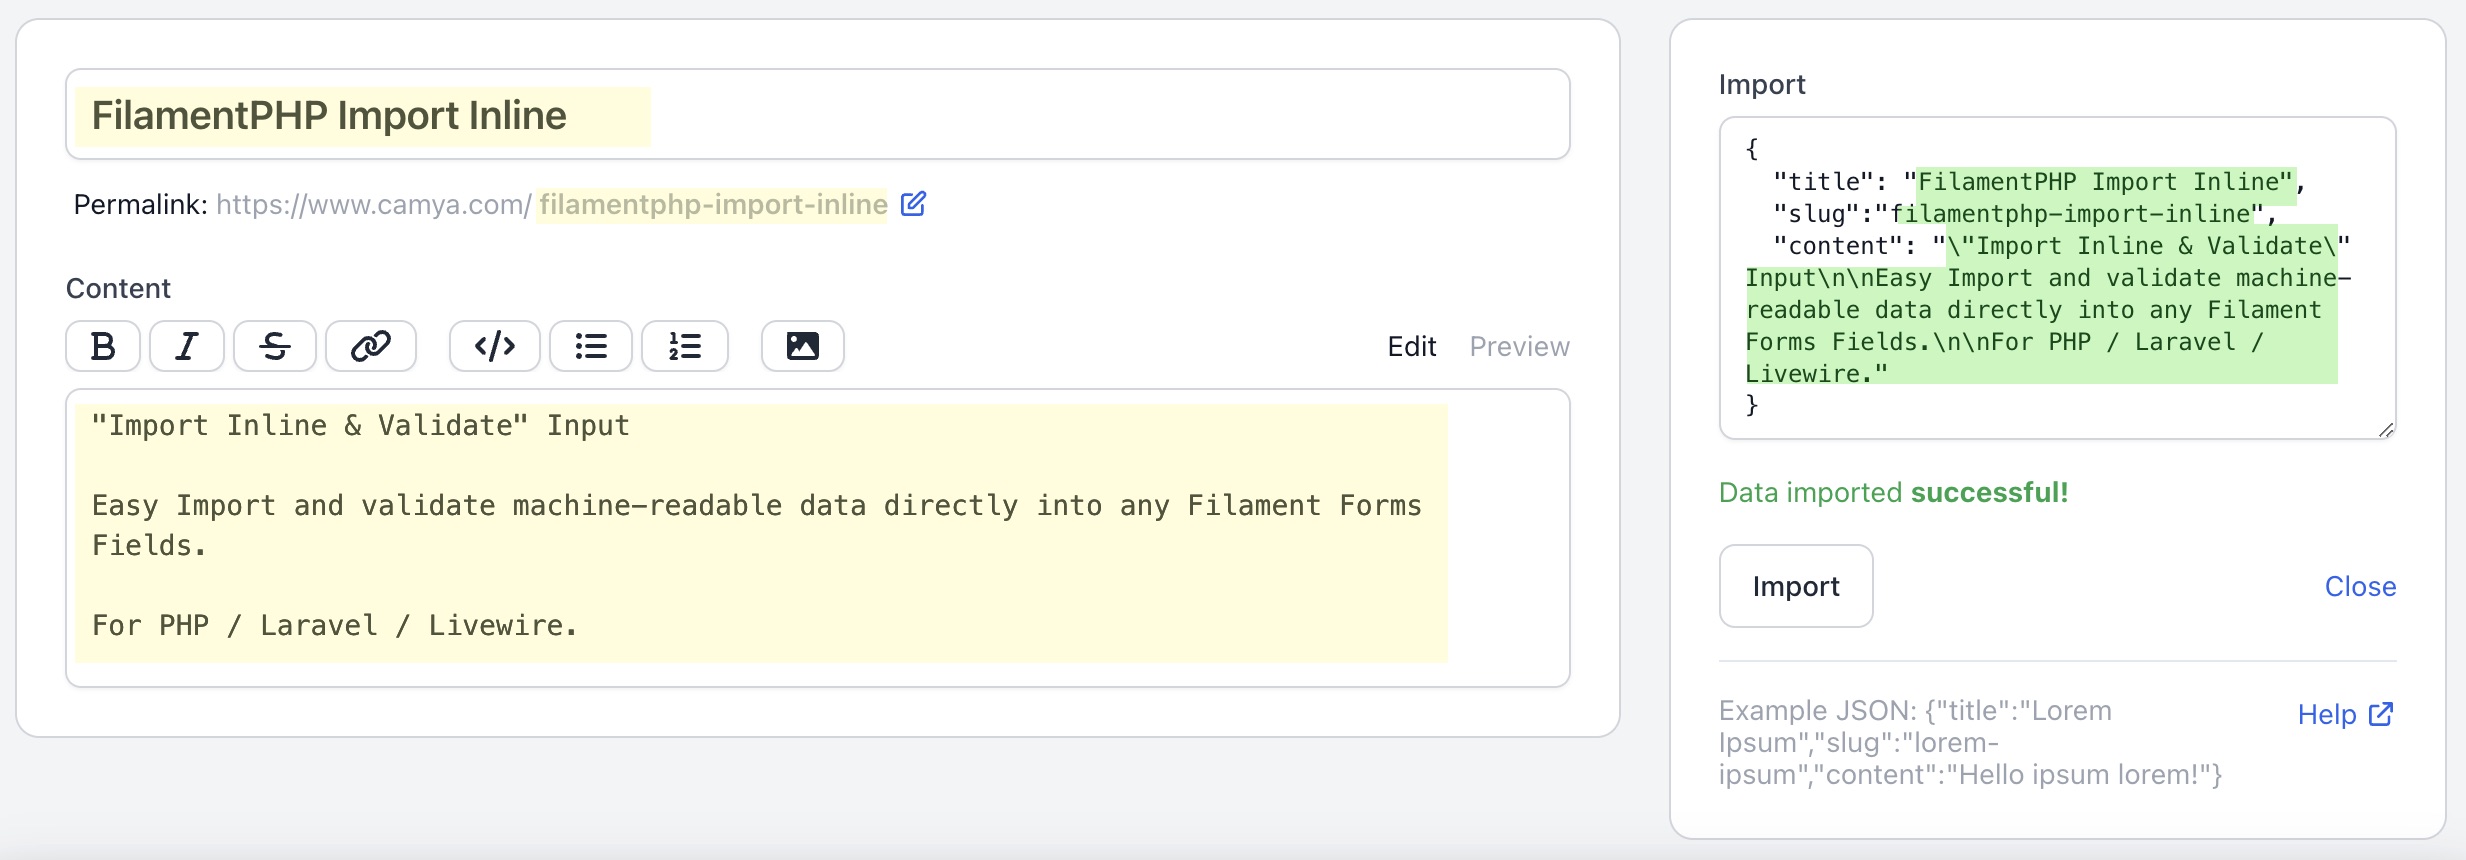 FilamentPHP Import Inline
Permalink: https://www.camya.com/ filamentphp-import-inline
Content
Edit Preview
"Import Inline & Validate" Input
Easy Import and validate machine-readable data directly into any Filament Forms
Fields.
For PHP / Laravel / Livewire.
Import
{
"title": "FilamentPHP Import Inline",
"slug":"filamentphp-import-inline",
"content": "\"Import Inline & Validate\"
Input\n\nEasy Import and validate machine-
readable data directly into any Filament
Forms Fields.\n\nFor PHP / Laravel /
Livewire."
}
Data imported successful!
Import
Close
Example JSON: {"title":"Lorem
Ipsum","slug":"lorem-
ipsum","content":"Hello ipsum lorem!"}
Help